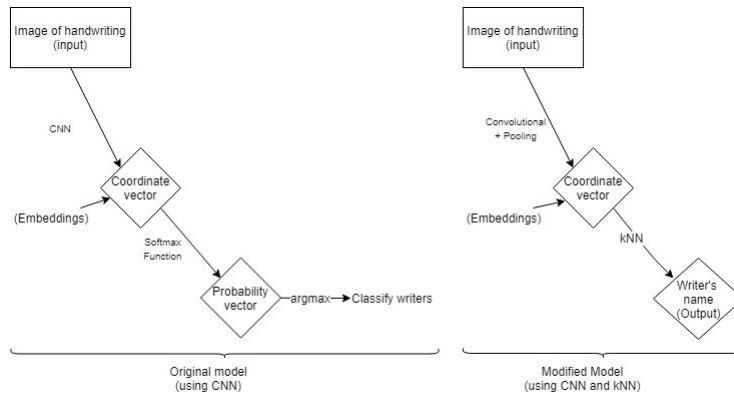 Image of handwriting
(input)
CNN
Coordinate
vector
(Embeddings)
Softmax
Function
Probability
vector
argmax
Classify writers
Original model
(using CNN)
Image of handwriting
(input)
Convolutional
+ Pooling
Coordinate
vector
(Embeddings)
kNN
Writer's
name
(Output)
Modified Model
(using CNN and kNN)